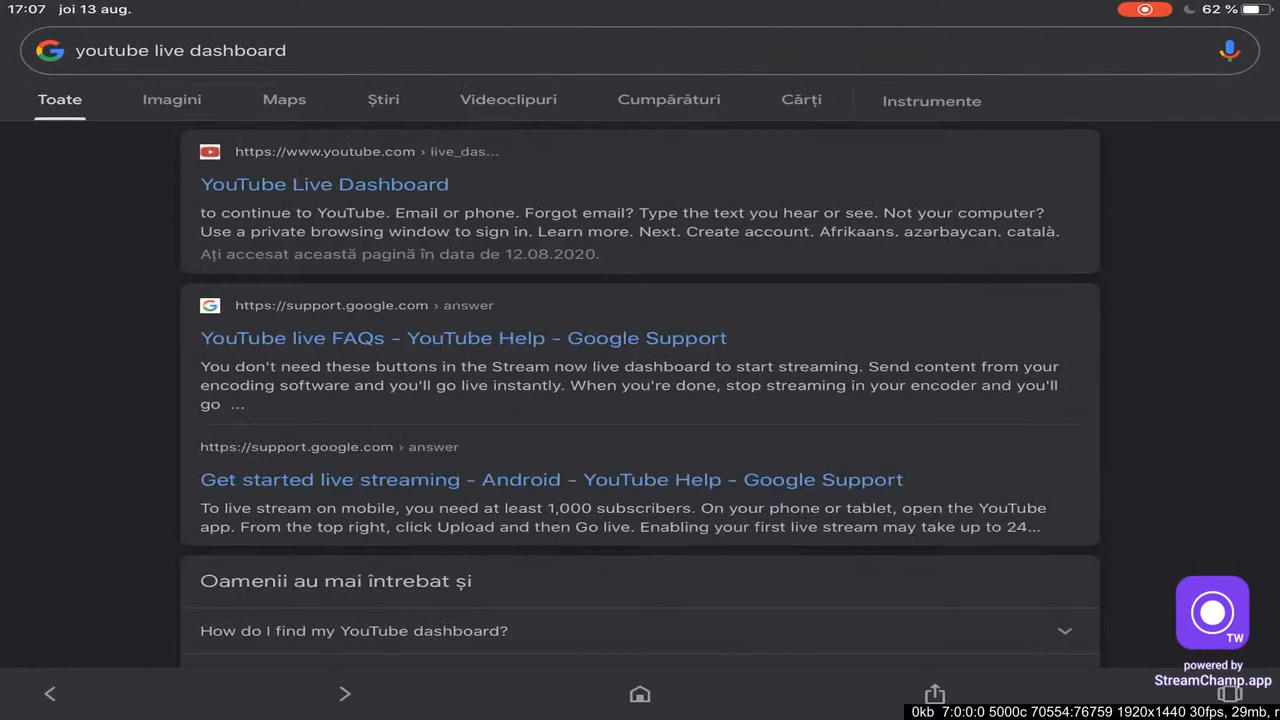 17:07 joi 13 aug. 62 %
youtube live dashboard
Toate Imagini Maps Știri Videoclipuri Cumpărături Cărți Instrumente
https://www.youtube.com › live_das...
YouTube Live Dashboard
to continue to YouTube. Email or phone. Forgot email? Type the text you hear or see. Not your computer?
Use a private browsing window to sign in. Learn more. Next. Create account. Afrikaans. azərbaycan. català.
Ați accesat această pagină în data de 12.08.2020.
https://support.google.com › answer
YouTube live FAQs - YouTube Help - Google Support
You don't need these buttons in the Stream now live dashboard to start streaming. Send content from your
encoding software and you'll go live instantly. When you're done, stop streaming in your encoder and you'll
go ...
https://support.google.com › answer
Get started live streaming - Android - YouTube Help - Google Support
To live stream on mobile, you need at least 1,000 subscribers. On your phone or tablet, open the YouTube
app. From the top right, click Upload and then Go live. Enabling your first live stream may take up to 24...
Oamenii au mai întrebat și
How do I find my YouTube dashboard?
TW
powered by
StreamChamp.app
0kb 7:0:0:0 5000c 70554:76759 1920x1440 30fps, 29mb, r